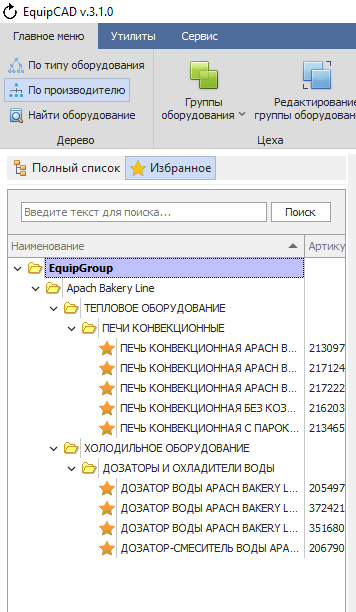 EquipCAD v.3.1.0
Главное меню Утилиты Сервис
По типу оборудования
По производителю
Найти оборудование
Группы оборудования
Редактирование группы оборудован
Дерево Цеха
Полный список Избранное
Введите текст для поиска... Поиск
Наименование Артику
EquipGroup
Apach Bakery Line
ТЕПЛОВОЕ ОБОРУДОВАНИЕ
ПЕЧИ КОНВЕКЦИОННЫЕ
ПЕЧЬ КОНВЕКЦИОННАЯ APACH B... 213097
ПЕЧЬ КОНВЕКЦИОННАЯ APACH B... 217124
ПЕЧЬ КОНВЕКЦИОННАЯ APACH B... 217222
ПЕЧЬ КОНВЕКЦИОННАЯ БЕЗ КОЗ... 216203
ПЕЧЬ КОНВЕКЦИОННАЯ С ПАРОК... 213465
ХОЛОДИЛЬНОЕ ОБОРУДОВАНИЕ
ДОЗАТОРЫ И ОХЛАДИТЕЛИ ВОДЫ
ДОЗАТОР ВОДЫ APACH BAKERY L... 205497
ДОЗАТОР ВОДЫ APACH BAKERY L... 372421
ДОЗАТОР ВОДЫ APACH BAKERY L... 351680
ДОЗАТОР-СМЕСИТЕЛЬ ВОДЫ APA... 206790